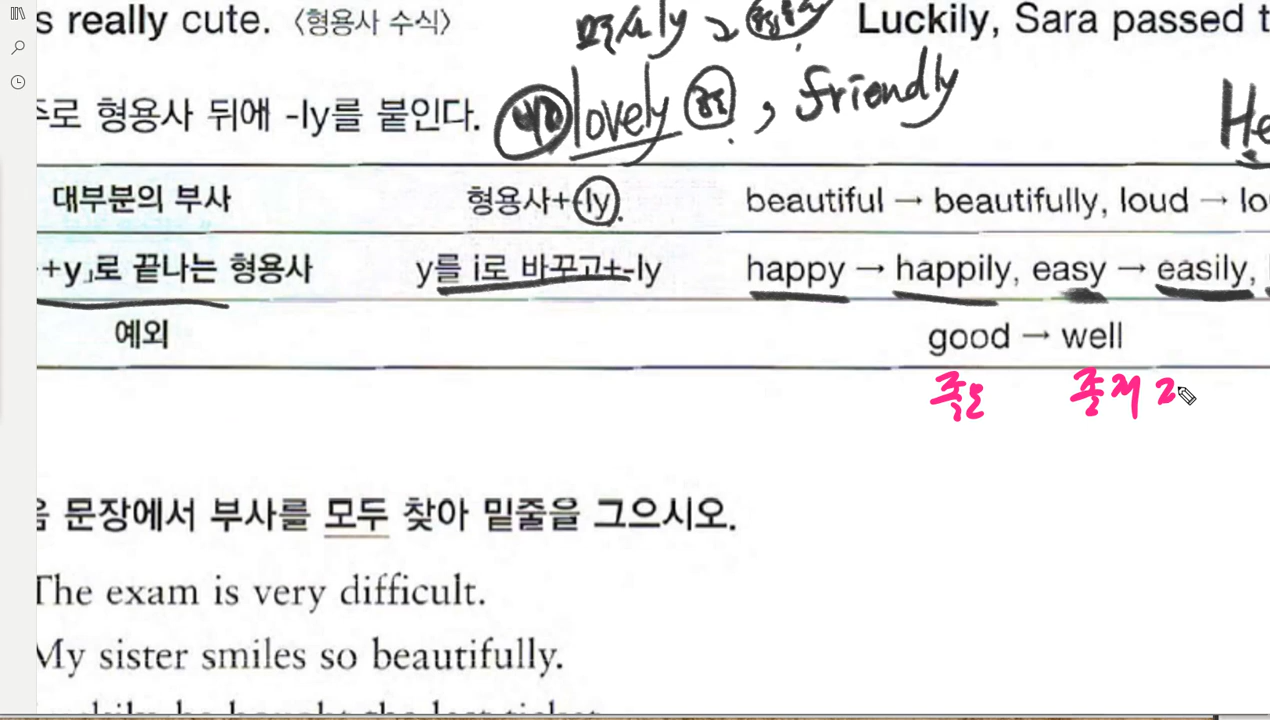 s really cute. 〈형용사 수식〉
Luckily, Sara passed t
주로 형용사 뒤에 -ly를 붙인다. lovely , friendly
He
대부분의 부사 형용사+-ly. beautiful → beautifully, loud → lo
+y」로 끝나는 형용사 y를 i로 바꾸고+-ly happy → happily, easy → easily,
예외 good → well
음 문장에서 부사를 모두 찾아 밑줄을 그으시오.
The exam is very difficult.
My sister smiles so beautifully.